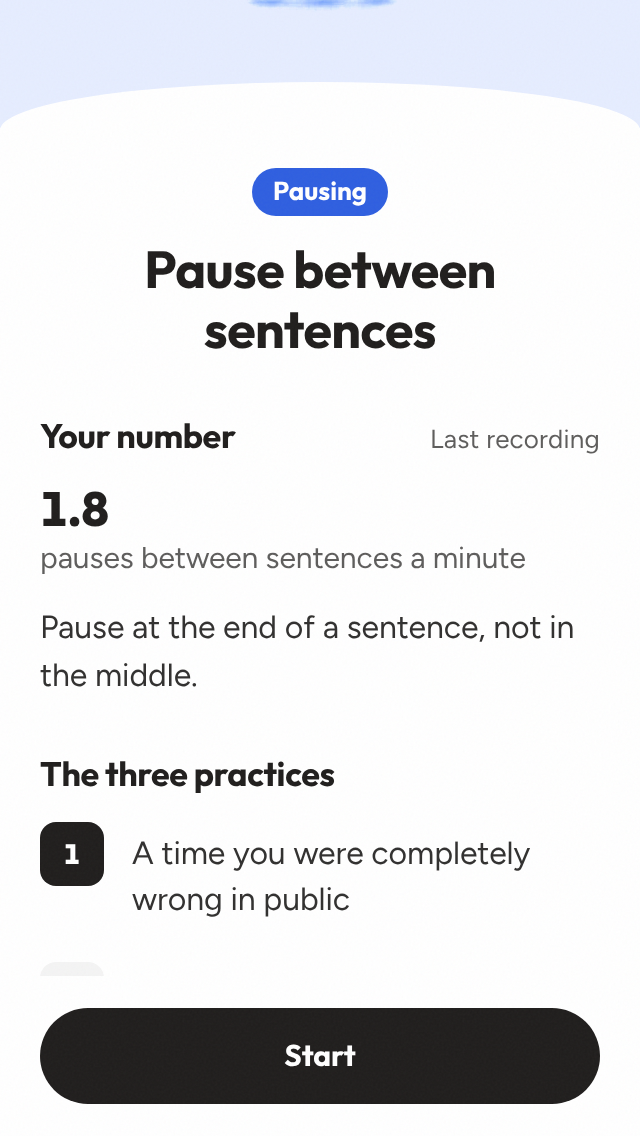 Pausing
Pause between
sentences
Your number
Last recording
1.8
pauses between sentences a minute
Pause at the end of a sentence, not in
the middle.
The three practices
1
A time you were completely
wrong in public
Start